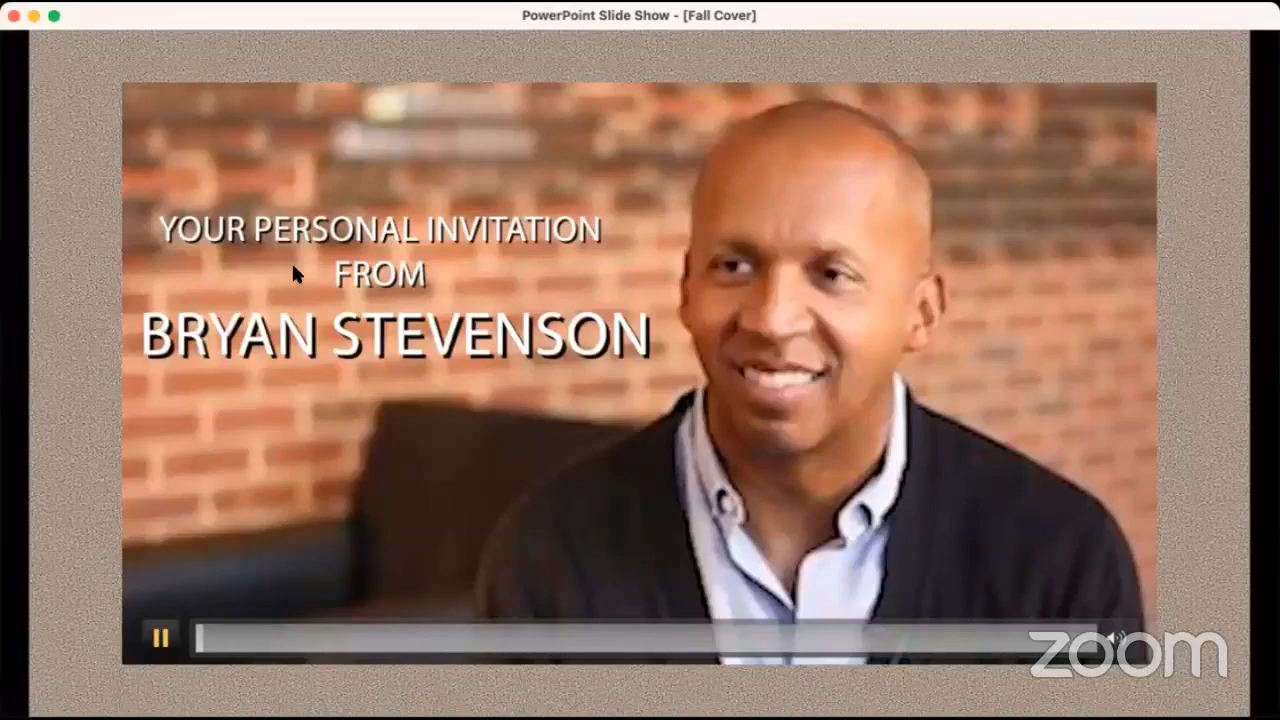 PowerPoint Slide Show - [Fall Cover]
YOUR PERSONAL INVITATION
FROM
BRYAN STEVENSON
zoom